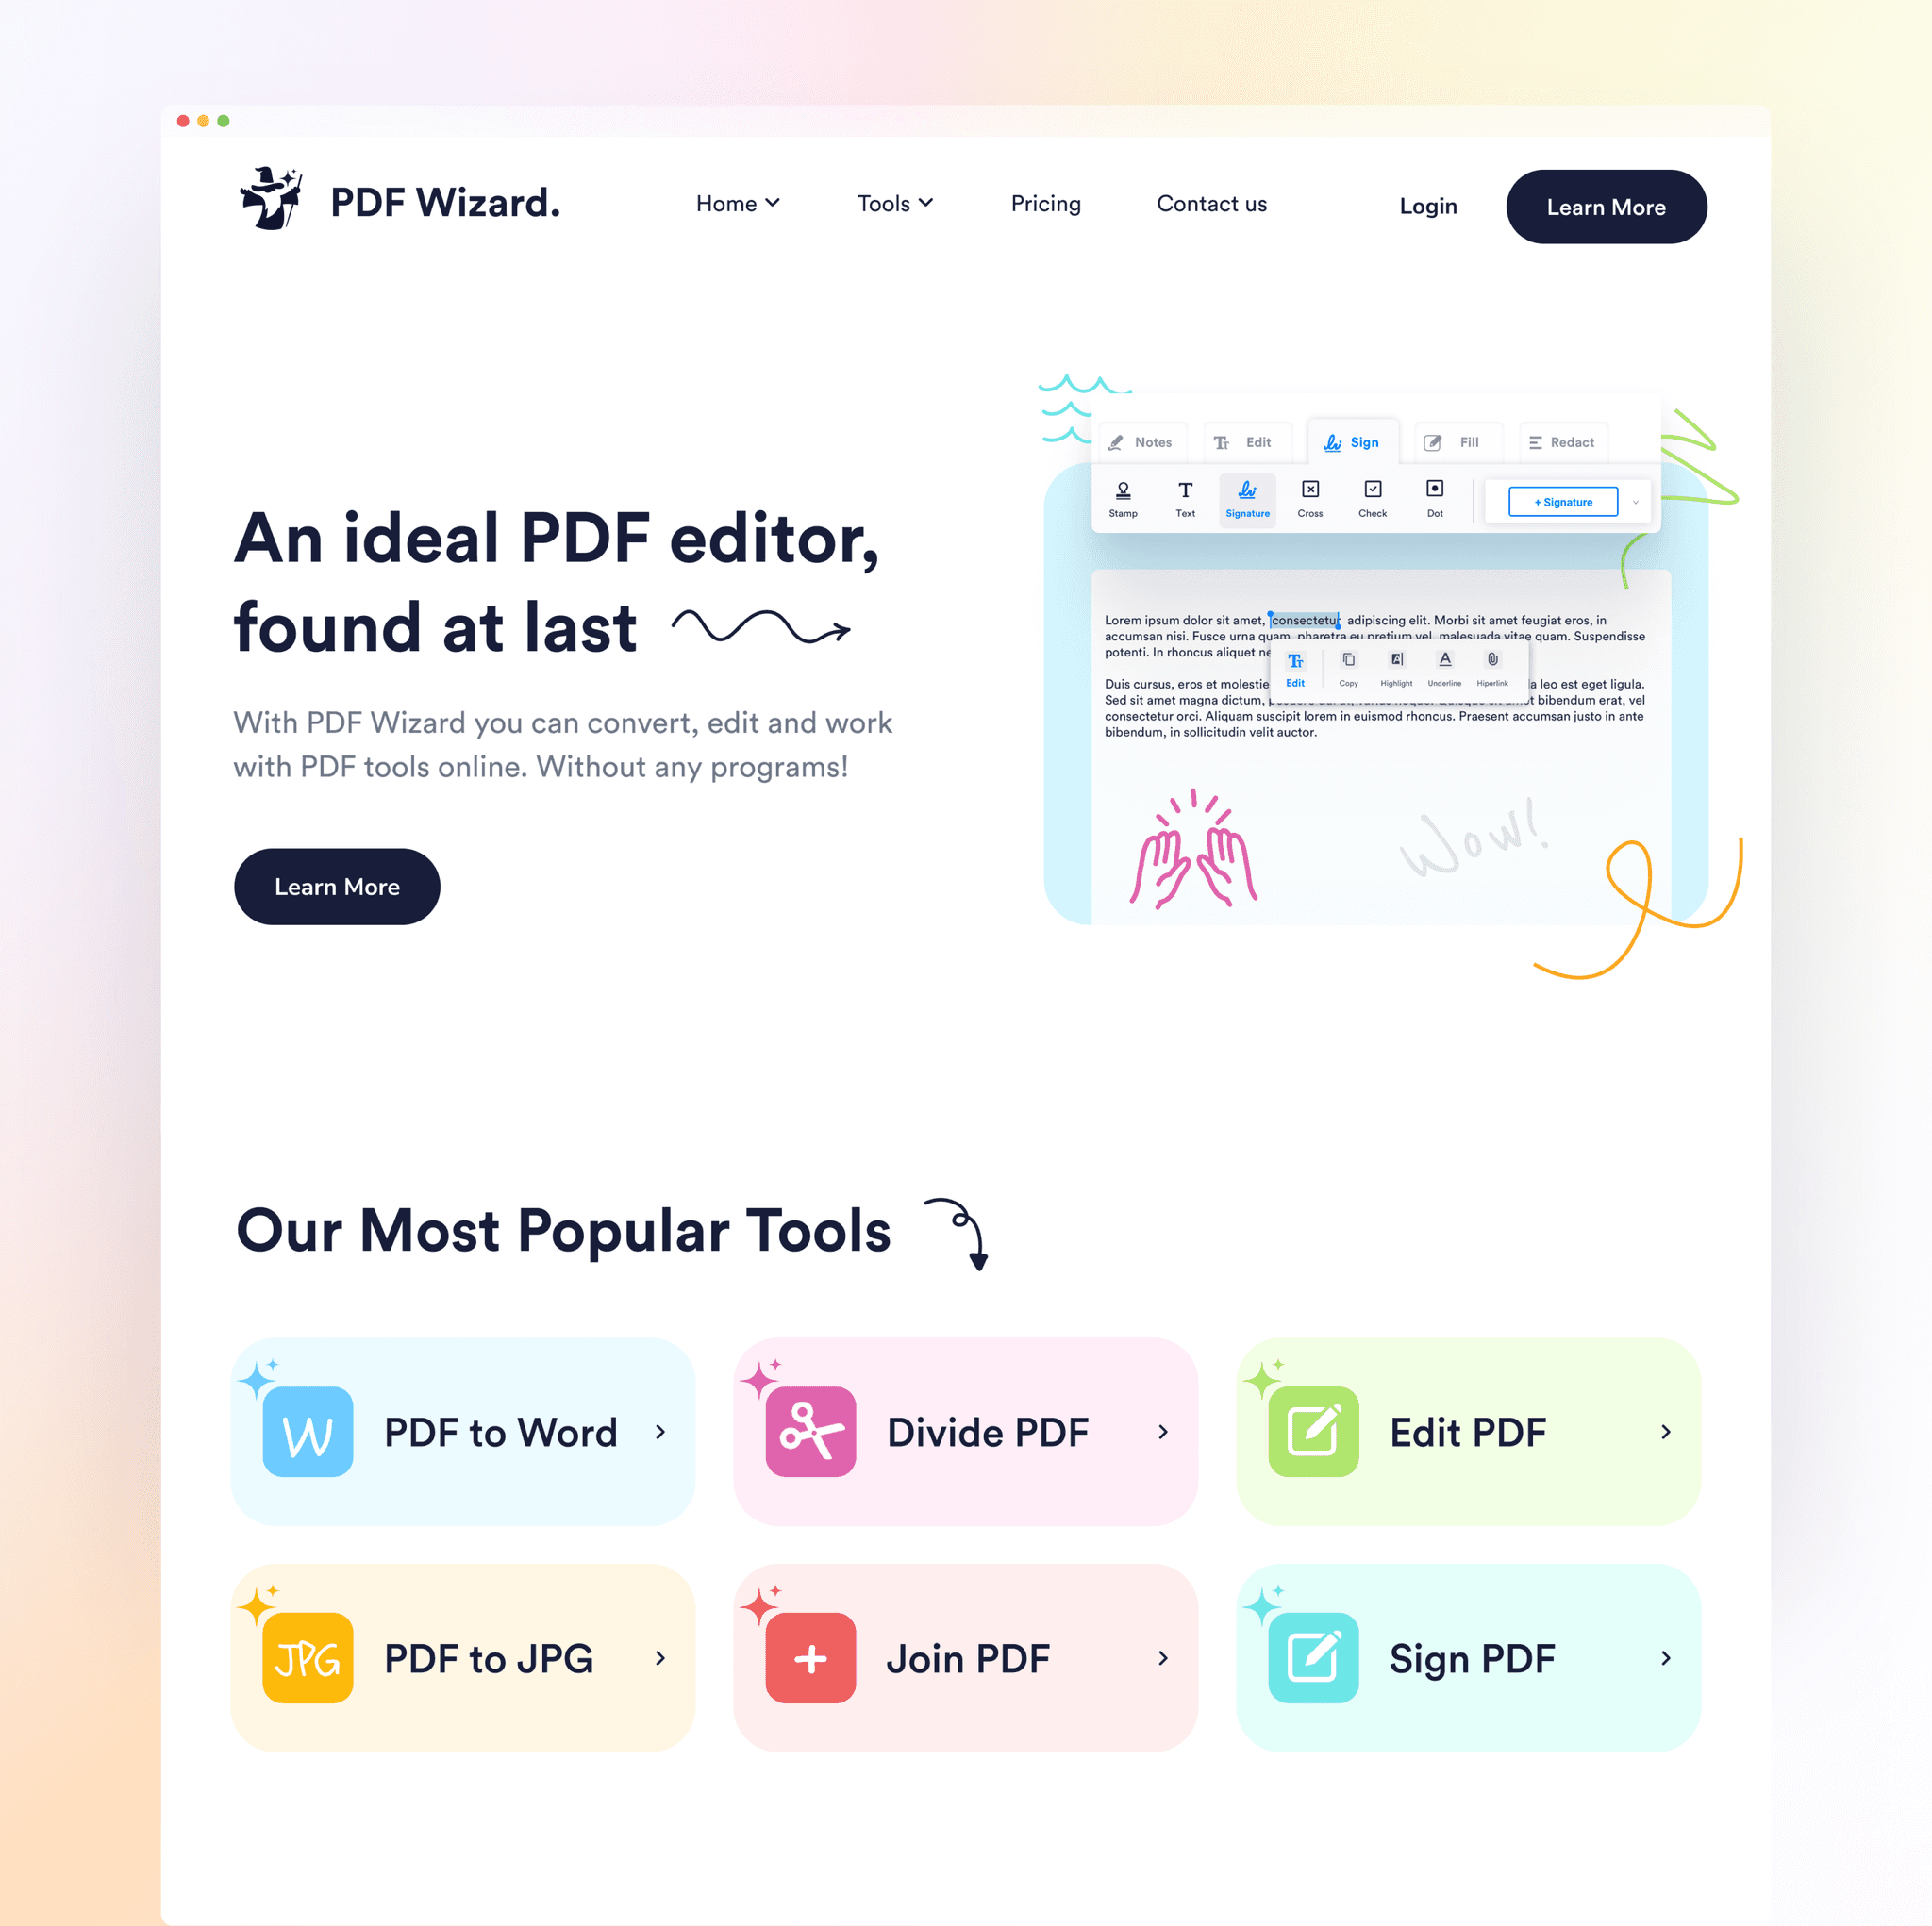 PDF Wizard.
Home
Tools
Pricing
Contact us
Login
Learn More
An ideal PDF editor,
found at last
With PDF Wizard you can convert, edit and work
with PDF tools online. Without any programs!
Learn More
Notes
Edit
Sign
Fill
Redact
Stamp
Text
Signature
Cross
Check
Dot
+ Signature
Lorem ipsum dolor sit amet, consectetur adipiscing elit. Morbi sit amet feugiat eros, in
accumsan nisi. Fusce urna quam, pharetra eu pretium vel, malesuada vitae quam. Suspendisse
potenti. In rhoncus aliquet ne
Edit
Copy
Highlight
Underline
Hiperlink
Duis cursus, eros et molestie a leo est eget ligula.
Sed sit amet magna dictum, t bibendum erat, vel
consectetur orci. Aliquam suscipit lorem in euismod rhoncus. Praesent accumsan justo in ante
bibendum, in sollicitudin velit auctor.
Wow!
Our Most Popular Tools
W
PDF to Word
Divide PDF
Edit PDF
JPG
PDF to JPG
Join PDF
Sign PDF